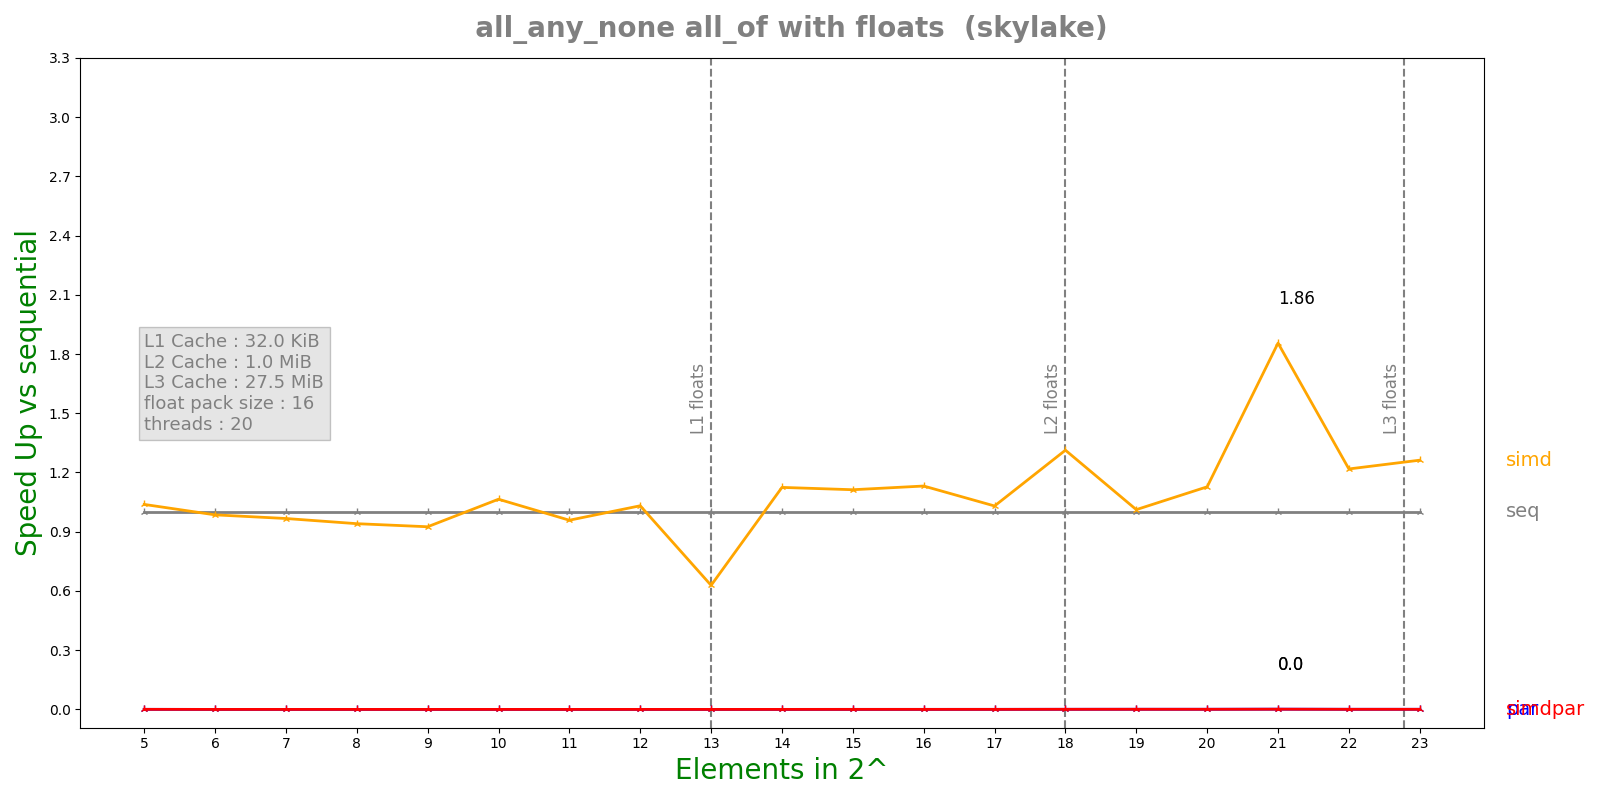 all_any_none all_of with floats  (skylake)
Speed Up vs sequential
3.3
3.0
2.7
2.4
2.1
1.8
1.5
1.2
0.9
0.6
0.3
0.0
L1 Cache : 32.0 KiB
L2 Cache : 1.0 MiB
L3 Cache : 27.5 MiB
float pack size : 16
threads : 20
L1 floats
L2 floats
L3 floats
1.86
0.0
simd
seq
par
simdpar
5 6 7 8 9 10 11 12 13 14 15 16 17 18 19 20 21 22 23
Elements in 2^